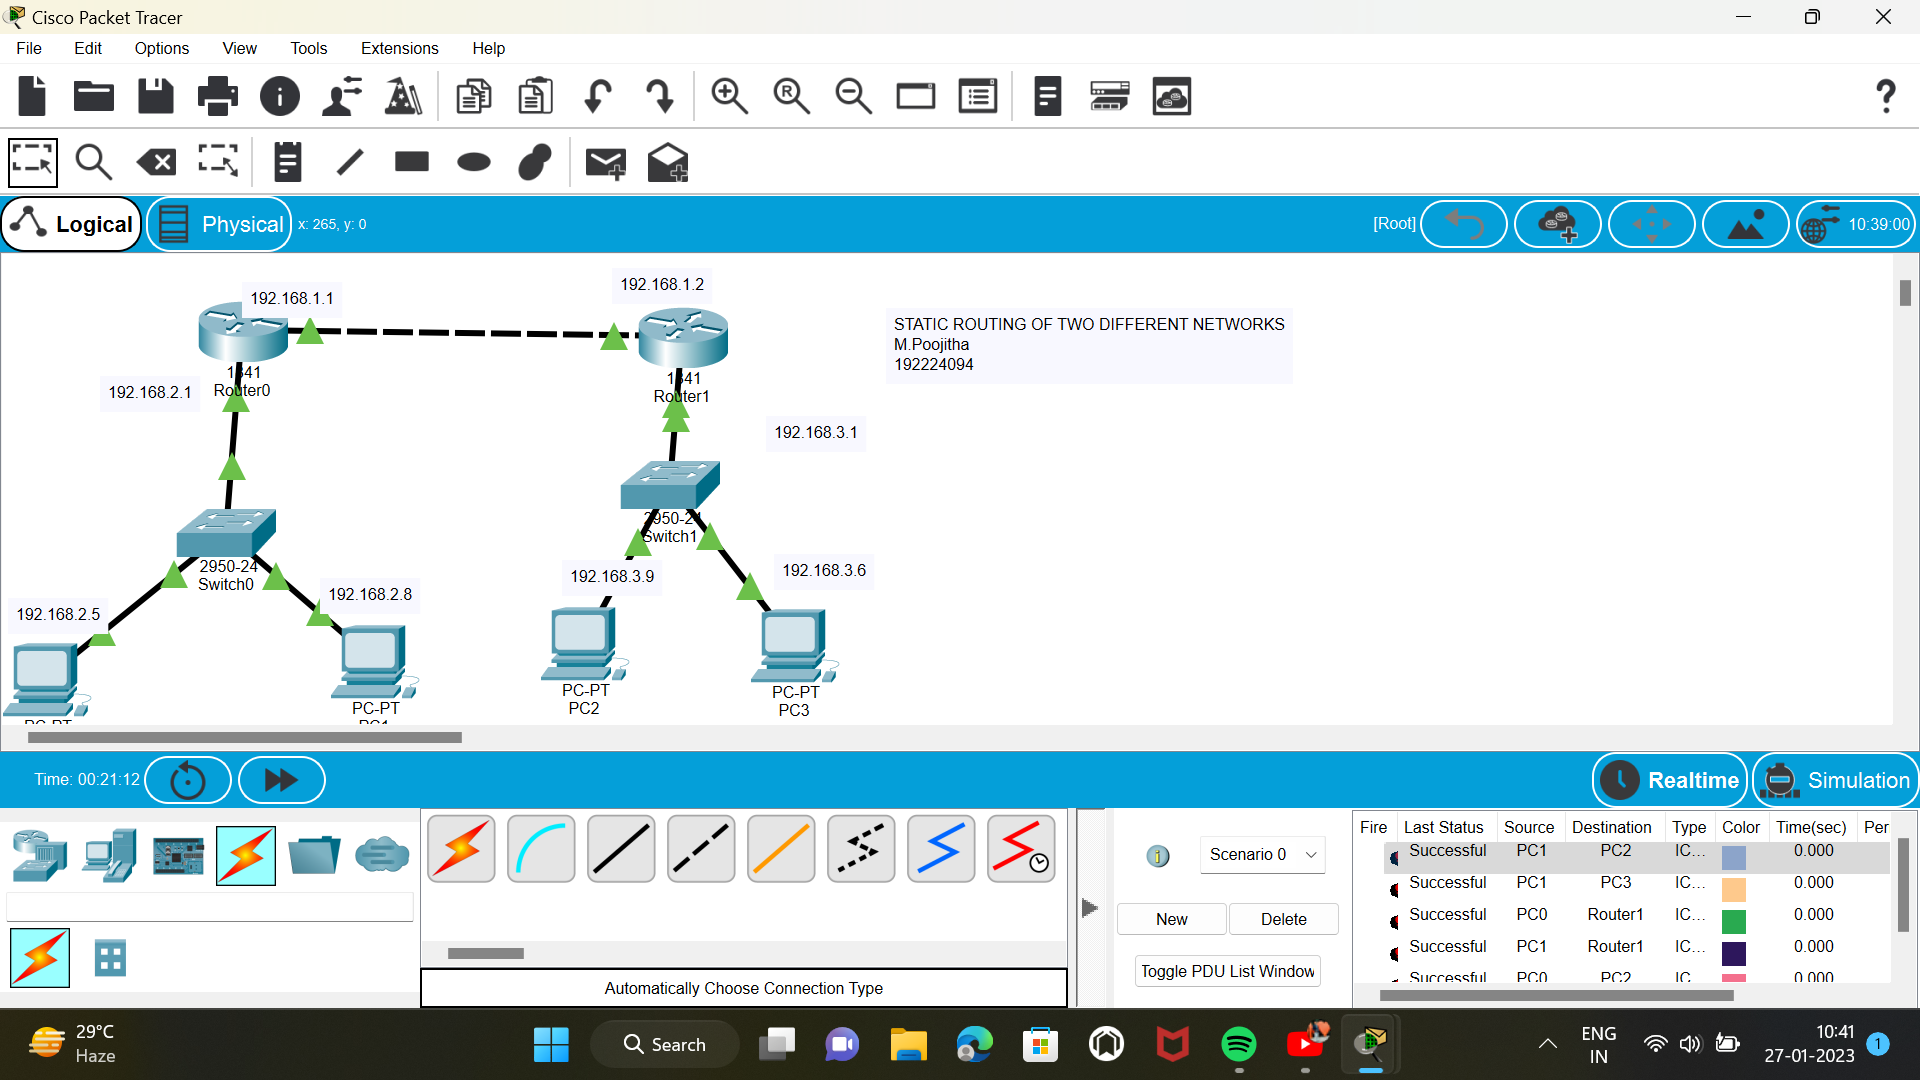 Cisco Packet Tracer
File Edit Options View Tools Extensions Help
Logical Physical x: 265, y: 0 [Root] 10:39:00
192.168.1.1
192.168.1.2
STATIC ROUTING OF TWO DIFFERENT NETWORKS
M.Poojitha
192224094
1841
Router0
192.168.2.1
1841
Router1
192.168.3.1
2950-24
Switch1
2950-24
Switch0
192.168.3.9
192.168.3.6
192.168.2.8
192.168.2.5
PC-PT
PC2
PC-PT
PC3
PC-PT
PC1
PC-PT
Time: 00:21:12 Realtime Simulation
Fire Last Status Source Destination Type Color Time(sec) Per
Successful PC1 PC2 IC... 0.000
Successful PC1 PC3 IC... 0.000
Successful PC0 Router1 IC... 0.000
Successful PC1 Router1 IC... 0.000
Successful PC0 PC2 IC 0.000
Scenario 0
New Delete
Toggle PDU List Window
Automatically Choose Connection Type
29°C
Haze
Search
ENG
IN
10:41
27-01-2023
1